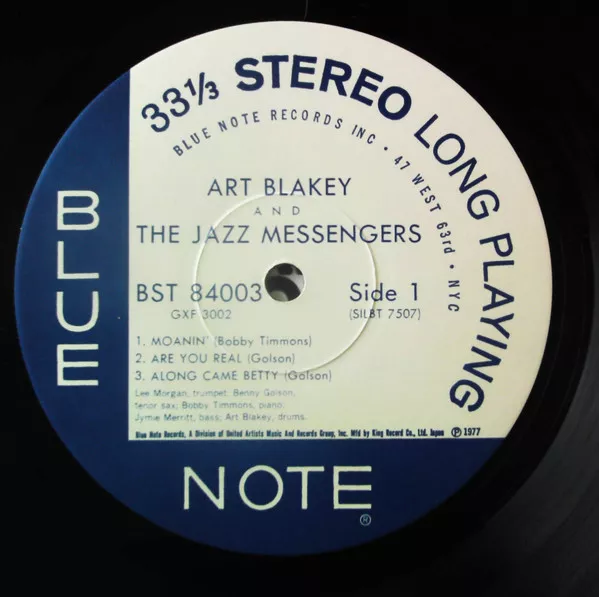 33⅓ STEREO LONG PLAYING
BLUE NOTE RECORDS INC • 47 WEST 63rd • NYC
ART BLAKEY
AND
THE JAZZ MESSENGERS
BST 84003 Side 1
GXF 3002 (SILBT 7507)
1. MOANIN' (Bobby Timmons)
2. ARE YOU REAL (Golson)
3. ALONG CAME BETTY (Golson)
Lee Morgan, trumpet; Benny Golson,
tenor sax; Bobby Timmons, piano;
Jymie Merritt, bass; Art Blakey, drums.
Blue Note Records, A Division of United Artists Music And Records Group, Inc. Mfd by King Record Co., Ltd. Japan ℗ 1977
BLUE
NOTE ®